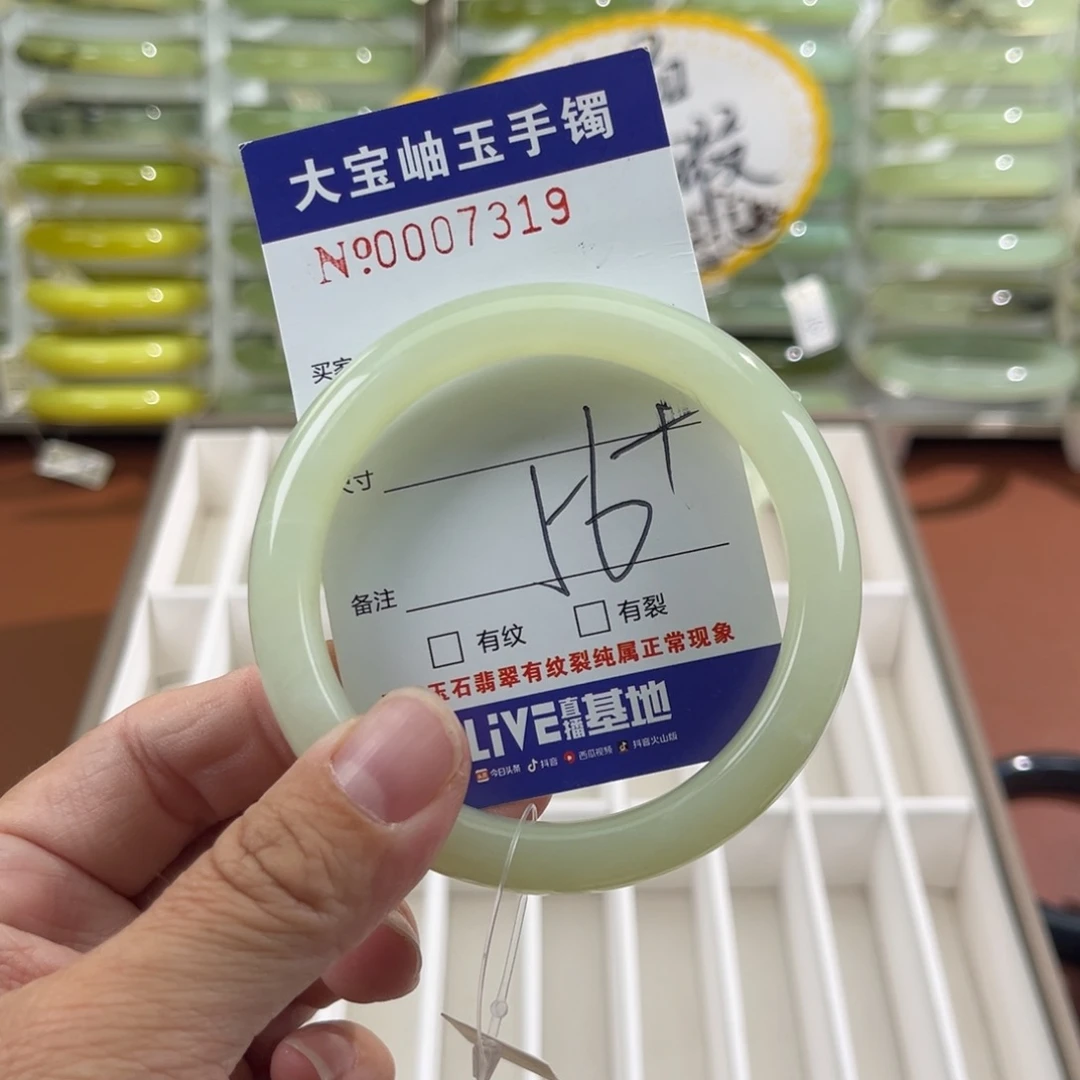 大宝岫玉手镯
Nº0007319
买家
寸
56+
备注
□ 有纹 □ 有裂
玉石翡翠有纹裂纯属正常现象
LiVE直播基地
今日头条 抖音 西瓜视频 抖音火山版